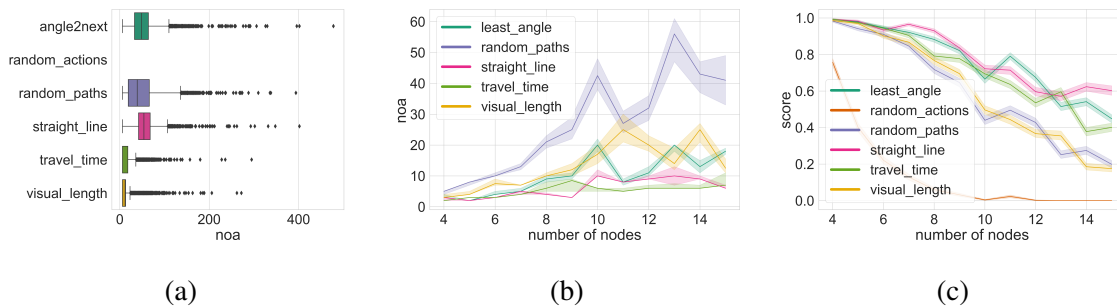 angle2next
random_actions
random_paths
straight_line
travel_time
visual_length
0 200 400
noa
(a)
60
50
40
30
20
10
0
noa
least_angle
random_paths
straight_line
travel_time
visual_length
4 6 8 10 12 14
number of nodes
(b)
1.0
0.8
0.6
0.4
0.2
0.0
score
least_angle
random_actions
random_paths
straight_line
travel_time
visual_length
4 6 8 10 12 14
number of nodes
(c)